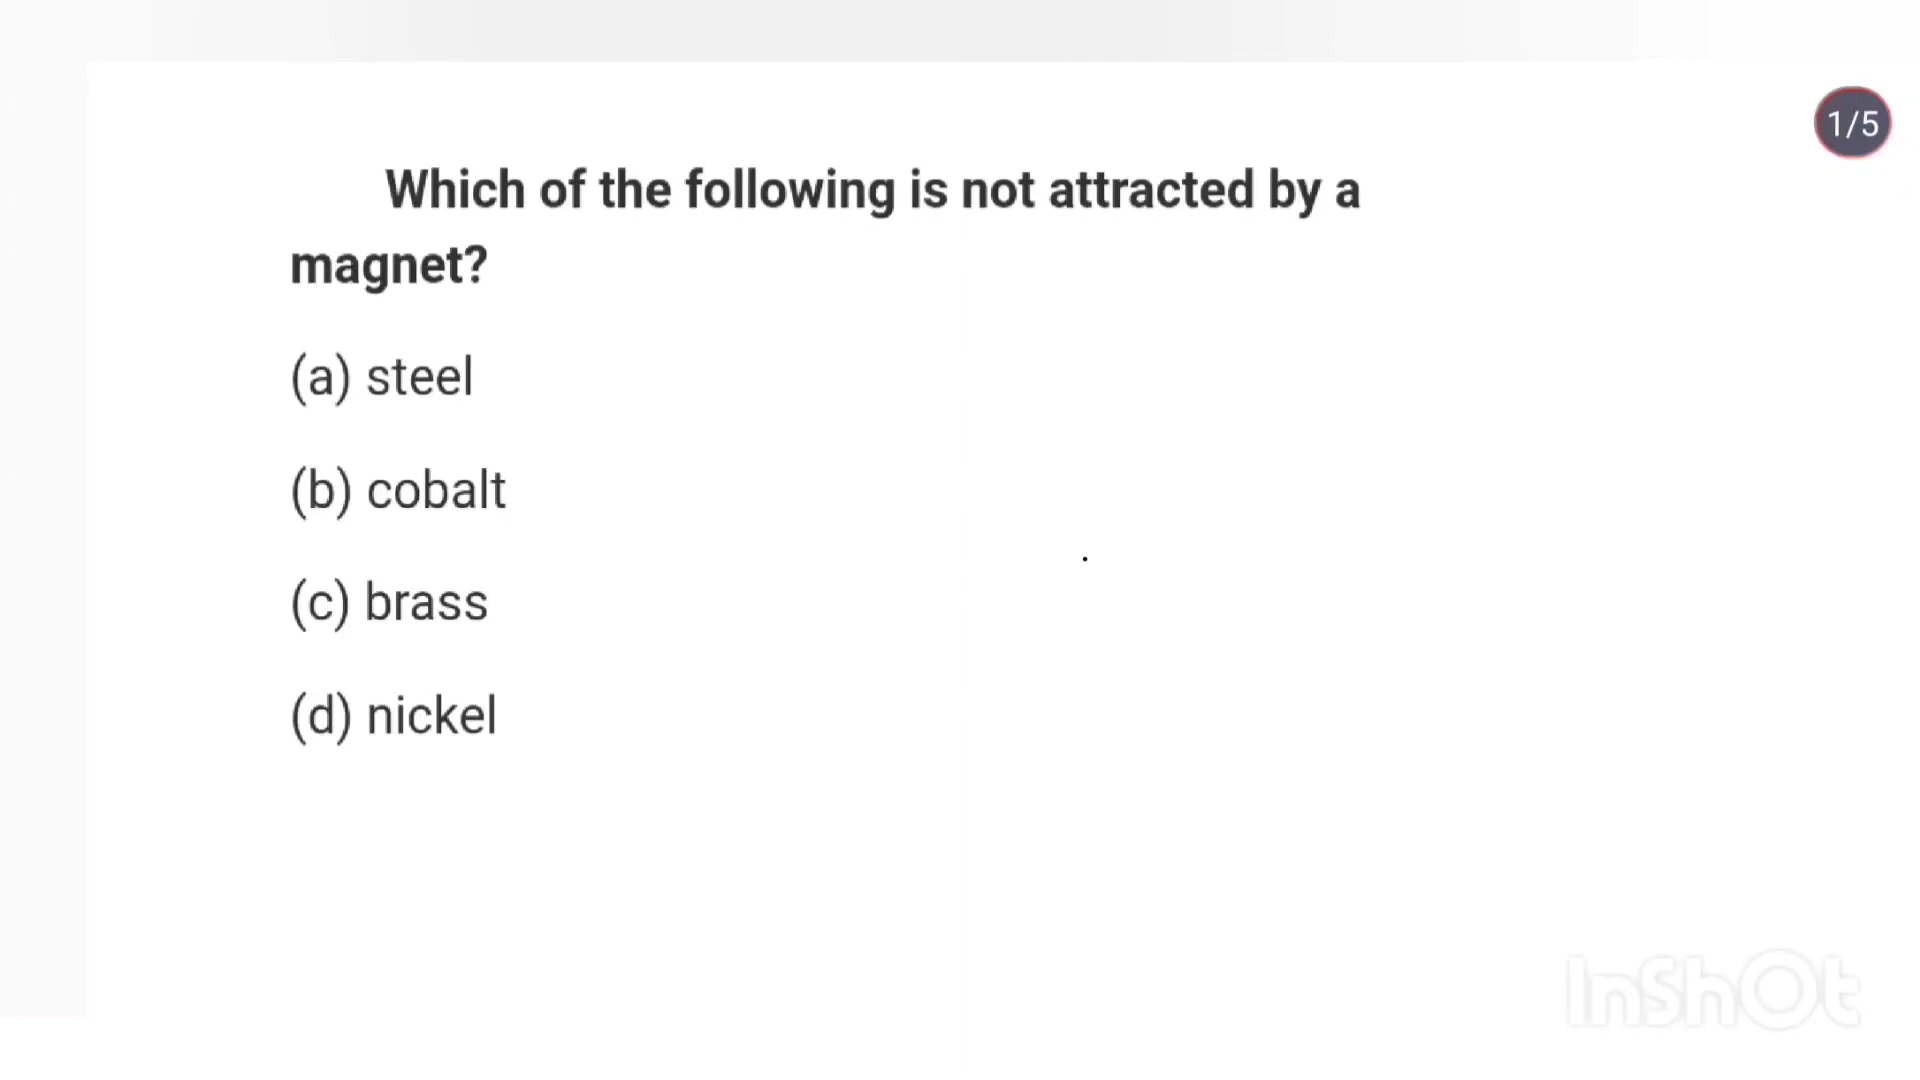 1/5
Which of the following is not attracted by a
magnet?
(a) steel
(b) cobalt
(c) brass
(d) nickel
InShOt